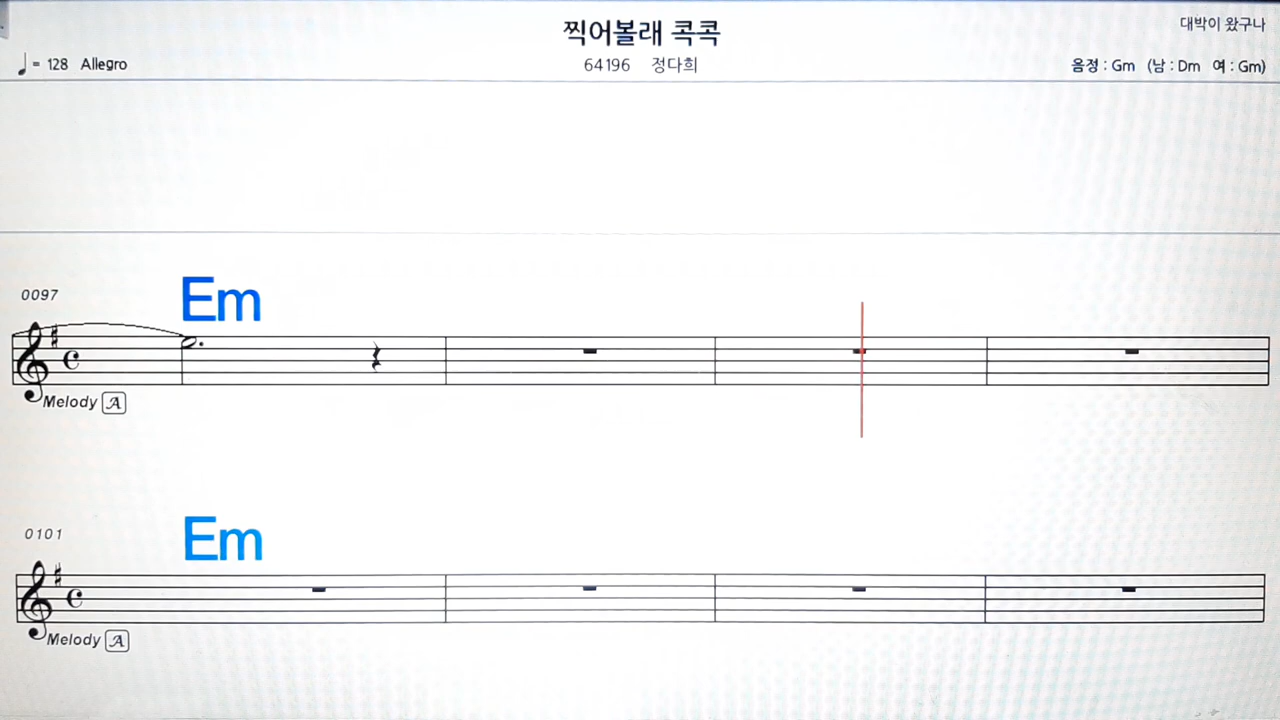 찍어볼래 콕콕
대박이 왔구나
♩= 128 Allegro
64196 정다희
음정 : Gm (남 : Dm 여 : Gm)
0097
Em
Melody A
0101
Em
Melody A